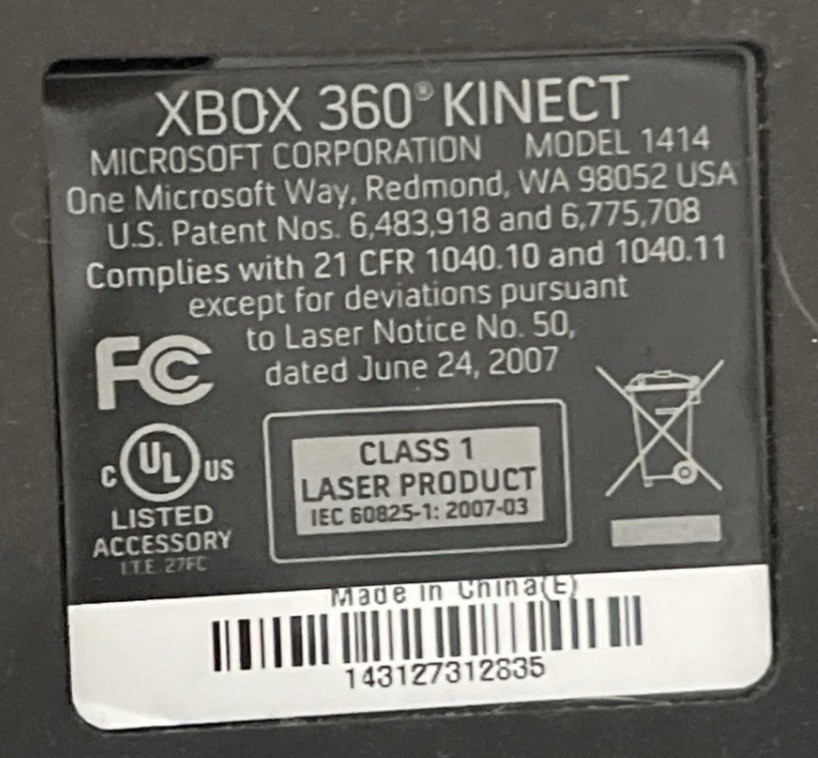 XBOX 360® KINECT
MICROSOFT CORPORATION MODEL 1414
One Microsoft Way, Redmond, WA 98052 USA
U.S. Patent Nos. 6,483,918 and 6,775,708
Complies with 21 CFR 1040.10 and 1040.11
except for deviations pursuant
to Laser Notice No. 50,
dated June 24, 2007
FC
C UL US
LISTED
ACCESSORY
I.T.E. 27FC
CLASS 1
LASER PRODUCT
IEC 60825-1: 2007-03
Made in China(E)
143127312835